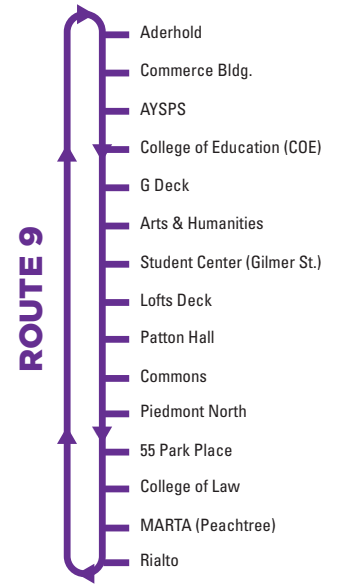 ROUTE 9
Aderhold
Commerce Bldg.
AYSPS
College of Education (COE)
G Deck
Arts & Humanities
Student Center (Gilmer St.)
Lofts Deck
Patton Hall
Commons
Piedmont North
55 Park Place
College of Law
MARTA (Peachtree)
Rialto